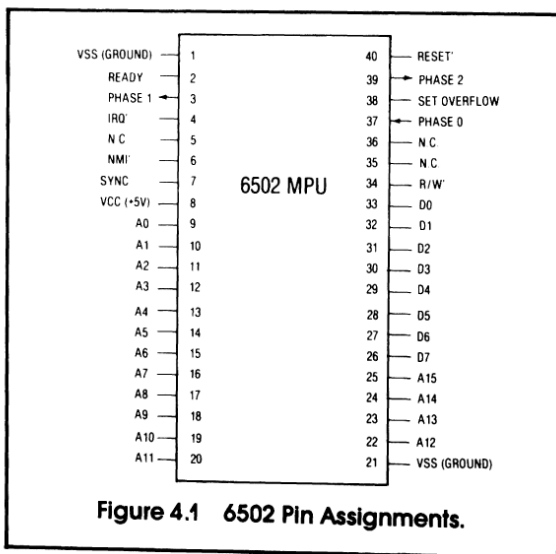 VSS (GROUND) 1
READY 2
PHASE 1 3
IRQ' 4
N C 5
NMI' 6
SYNC 7
VCC (+5V) 8
A0 9
A1 10
A2 11
A3 12
A4 13
A5 14
A6 15
A7 16
A8 17
A9 18
A10 19
A11 20
6502 MPU
40 RESET'
39 PHASE 2
38 SET OVERFLOW
37 PHASE 0
36 N C
35 N.C
34 R/W'
33 D0
32 D1
31 D2
30 D3
29 D4
28 D5
27 D6
26 D7
25 A15
24 A14
23 A13
22 A12
21 VSS (GROUND)
Figure 4.1 6502 Pin Assignments.